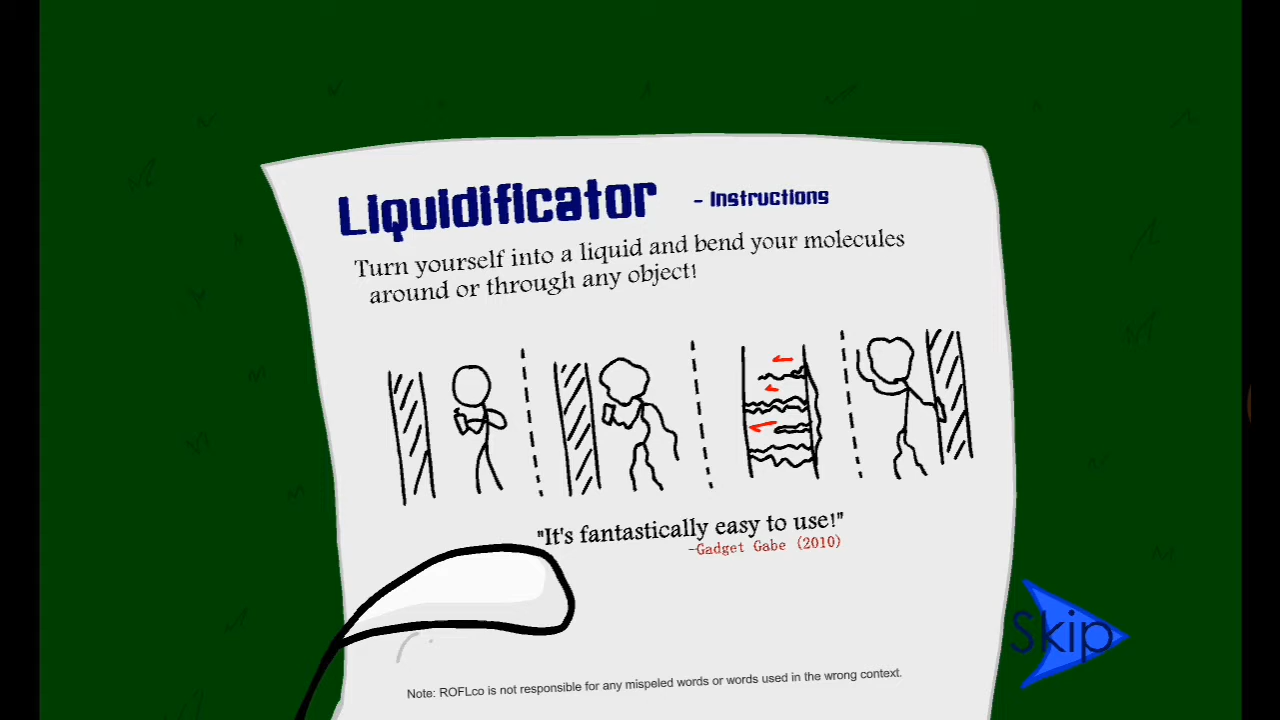 Liquidificator - Instructions
Turn yourself into a liquid and bend your molecules
around or through any object!
"It's fantastically easy to use!"
-Gadget Gabe (2010)
Skip
Note: ROFLco is not responsible for any mispeled words or words used in the wrong context.